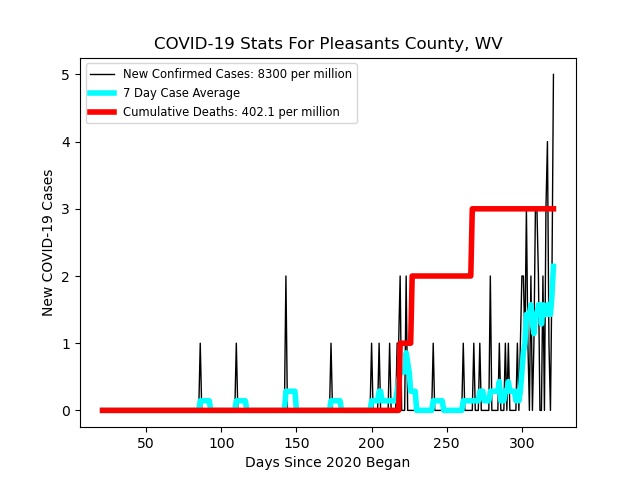 COVID-19 Stats For Pleasants County, WV
New Confirmed Cases: 8300 per million
7 Day Case Average
Cumulative Deaths: 402.1 per million
New COVID-19 Cases
5
4
3
2
1
0
50 100 150 200 250 300
Days Since 2020 Began